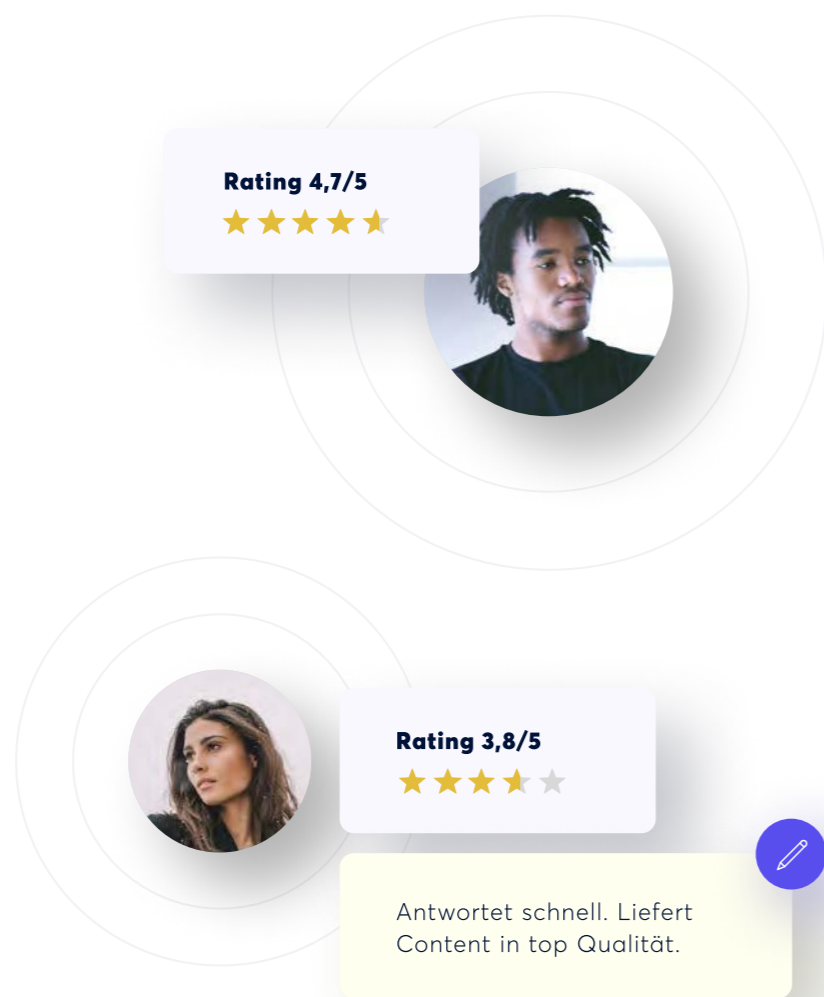 Rating 4,7/5
Rating 3,8/5
Antwortet schnell. Liefert
Content in top Qualität.